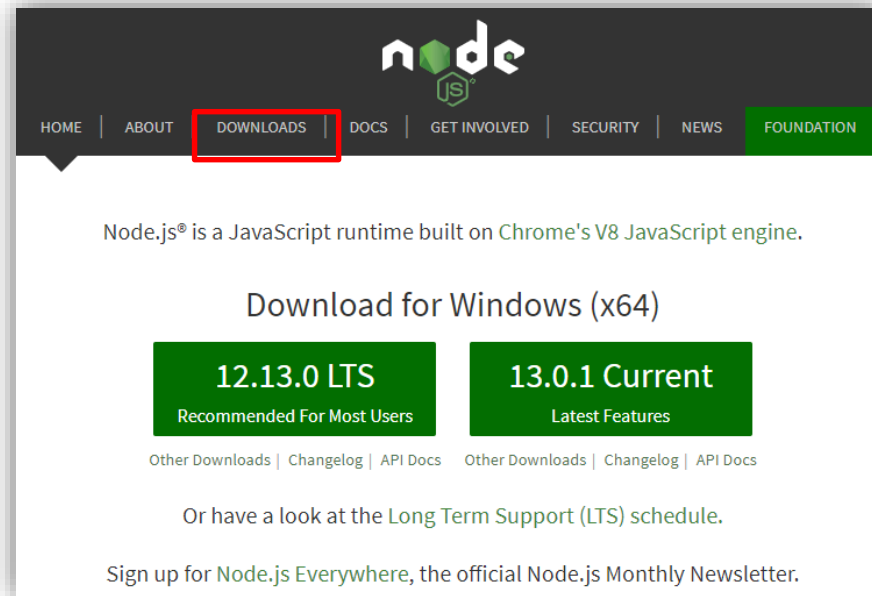 node
JS
HOME | ABOUT | DOWNLOADS | DOCS | GET INVOLVED | SECURITY | NEWS | FOUNDATION
Node.js® is a JavaScript runtime built on Chrome's V8 JavaScript engine.
Download for Windows (x64)
12.13.0 LTS 13.0.1 Current
Recommended For Most Users Latest Features
Other Downloads | Changelog | API Docs Other Downloads | Changelog | API Docs
Or have a look at the Long Term Support (LTS) schedule.
Sign up for Node.js Everywhere, the official Node.js Monthly Newsletter.